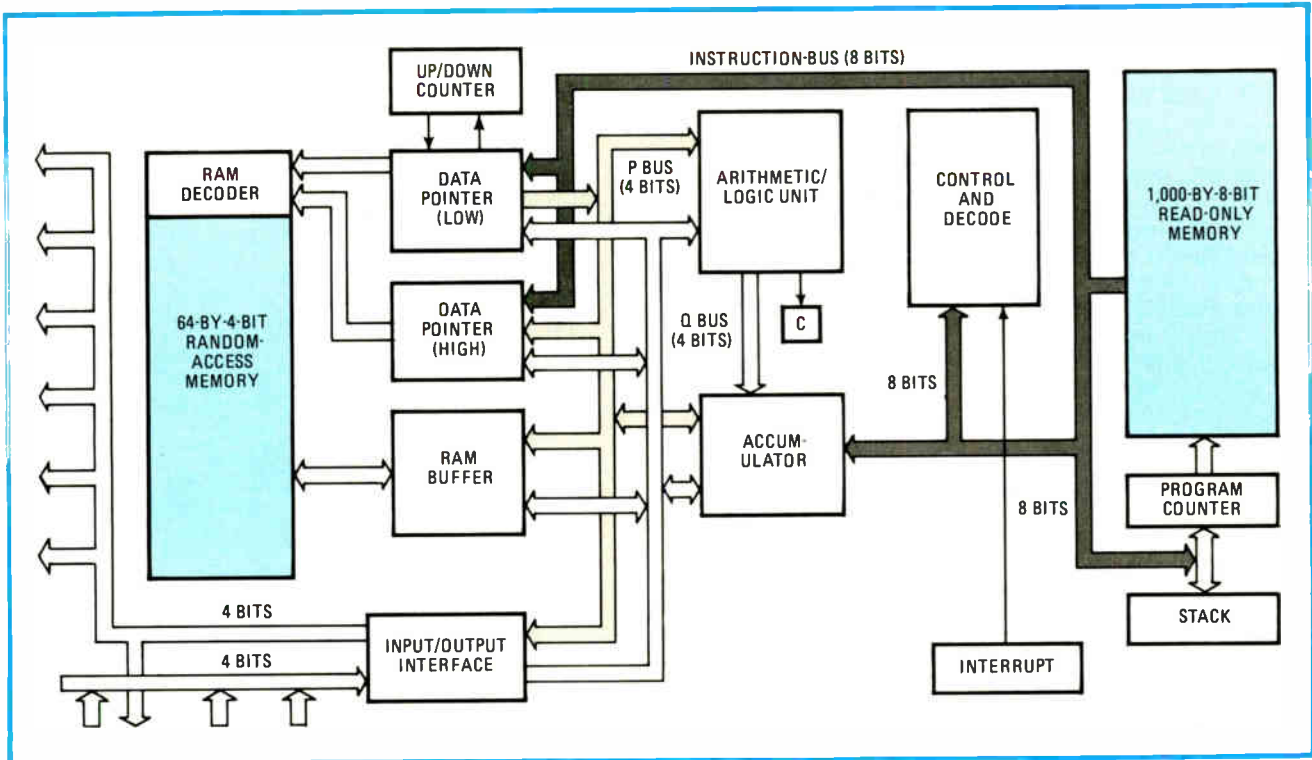 INSTRUCTION-BUS (8 BITS)
UP/DOWN
COUNTER
RAM
DECODER
DATA
POINTER
(LOW)
P BUS
(4 BITS)
ARITHMETIC/
LOGIC UNIT
CONTROL
AND
DECODE
1,000-BY-8-BIT
READ-ONLY
MEMORY
64-BY-4-BIT
RANDOM-
ACCESS
MEMORY
DATA
POINTER
(HIGH)
Q BUS
(4 BITS)
C
8 BITS
RAM
BUFFER
ACCUM-
ULATOR
8 BITS
PROGRAM
COUNTER
STACK
4 BITS
4 BITS
INPUT/OUTPUT
INTERFACE
INTERRUPT